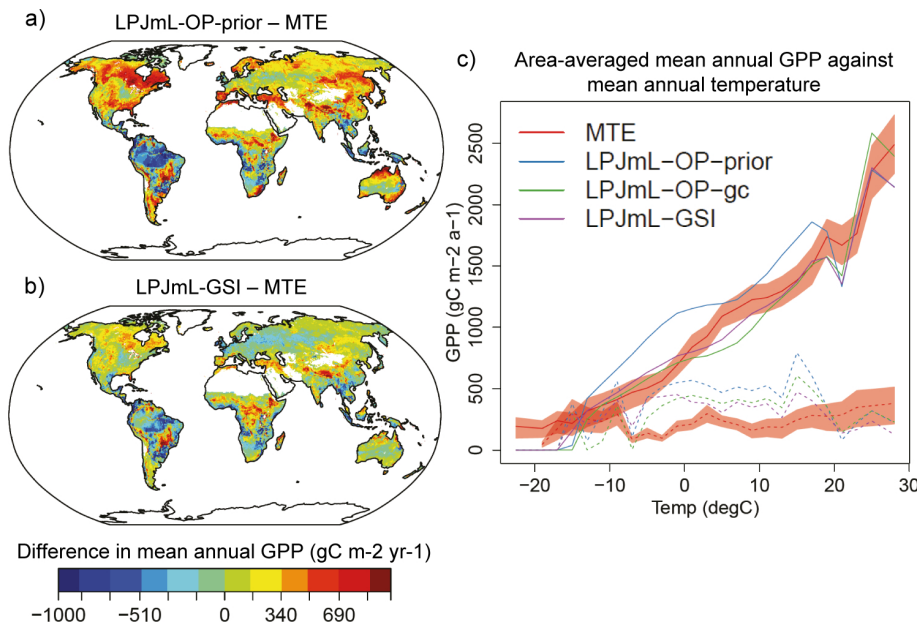 a)
LPJmL-OP-prior – MTE
b)
LPJmL-GSI – MTE
Difference in mean annual GPP (gC m-2 yr-1)
−1000 −510 0 340 690
c)
Area-averaged mean annual GPP against
mean annual temperature
MTE
LPJmL−OP−prior
LPJmL−OP−gc
LPJmL−GSI
GPP (gC m−2 a−1)
2500
2000
1500
1000
500
0
−20 −10 0 10 20 30
Temp (degC)